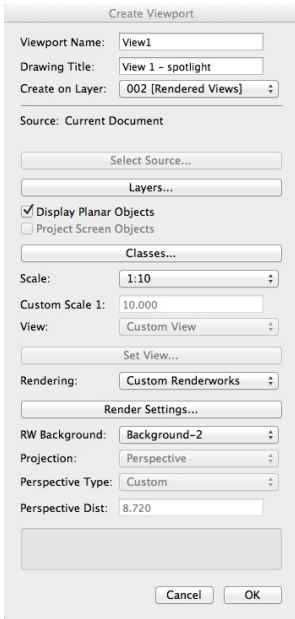 Create Viewport
Viewport Name: View1
Drawing Title: View 1 – spotlight
Create on Layer: 002 [Rendered Views]
Source: Current Document
Select Source...
Layers...
Display Planar Objects
Project Screen Objects
Classes...
Scale: 1:10
Custom Scale 1: 10.000
View: Custom View
Set View...
Rendering: Custom Renderworks
Render Settings...
RW Background: Background-2
Projection: Perspective
Perspective Type: Custom
Perspective Dist: 8.720
Cancel OK